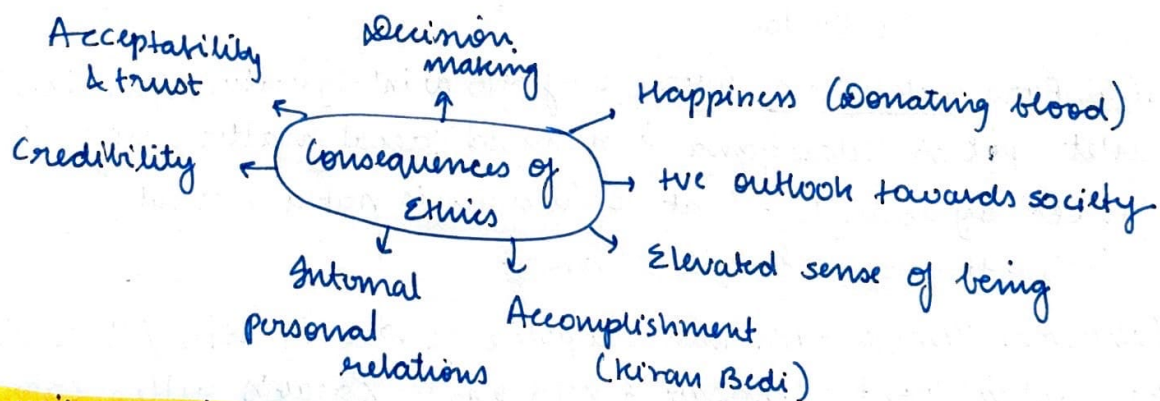 Acceptability
& trust
Decision
making
Happiness (Donating blood)
Credibility
Consequences of
Ethics
+ve outlook towards society
Elevated sense of being
Internal
personal
relations
Accomplishment
(Kiran Bedi)